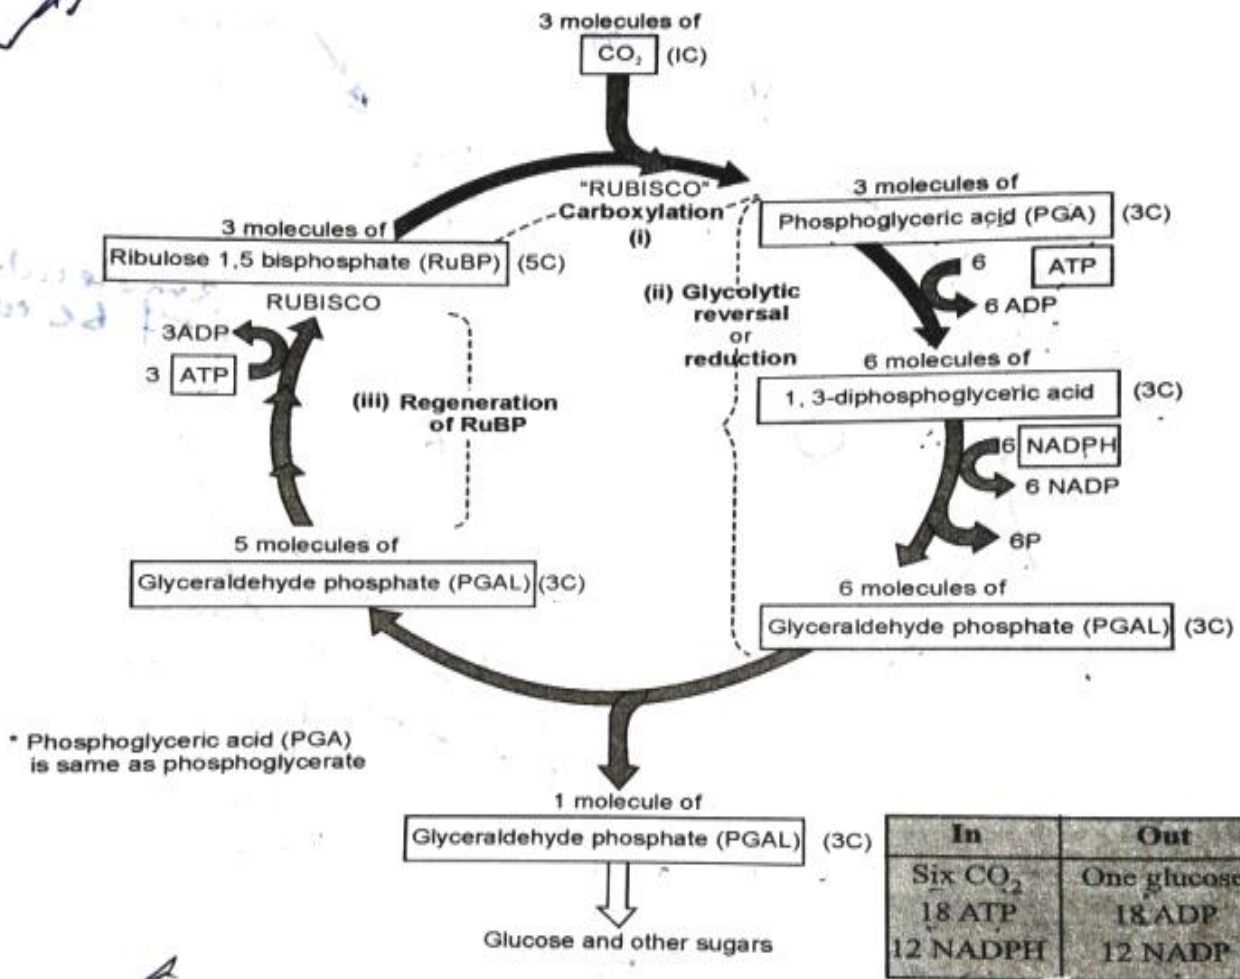 3 molecules of
CO₂ (IC)
"RUBISCO"
Carboxylation
(i)
3 molecules of
Phosphoglyceric acid (PGA) (3C)
3 molecules of
Ribulose 1,5 bisphosphate (RuBP) (5C)
RUBISCO
6 ATP
6 ADP
(ii) Glycolytic
reversal
or
reduction
3ADP
3 ATP
6 molecules of
1, 3-diphosphoglyceric acid (3C)
(iii) Regeneration
of RuBP
6 NADPH
6 NADP
6P
5 molecules of
Glyceraldehyde phosphate (PGAL) (3C)
6 molecules of
Glyceraldehyde phosphate (PGAL) (3C)
* Phosphoglyceric acid (PGA)
is same as phosphoglycerate
1 molecule of
Glyceraldehyde phosphate (PGAL) (3C)
Glucose and other sugars
In Out
Six CO₂ One glucose
18 ATP 18 ADP
12 NADPH 12 NADP